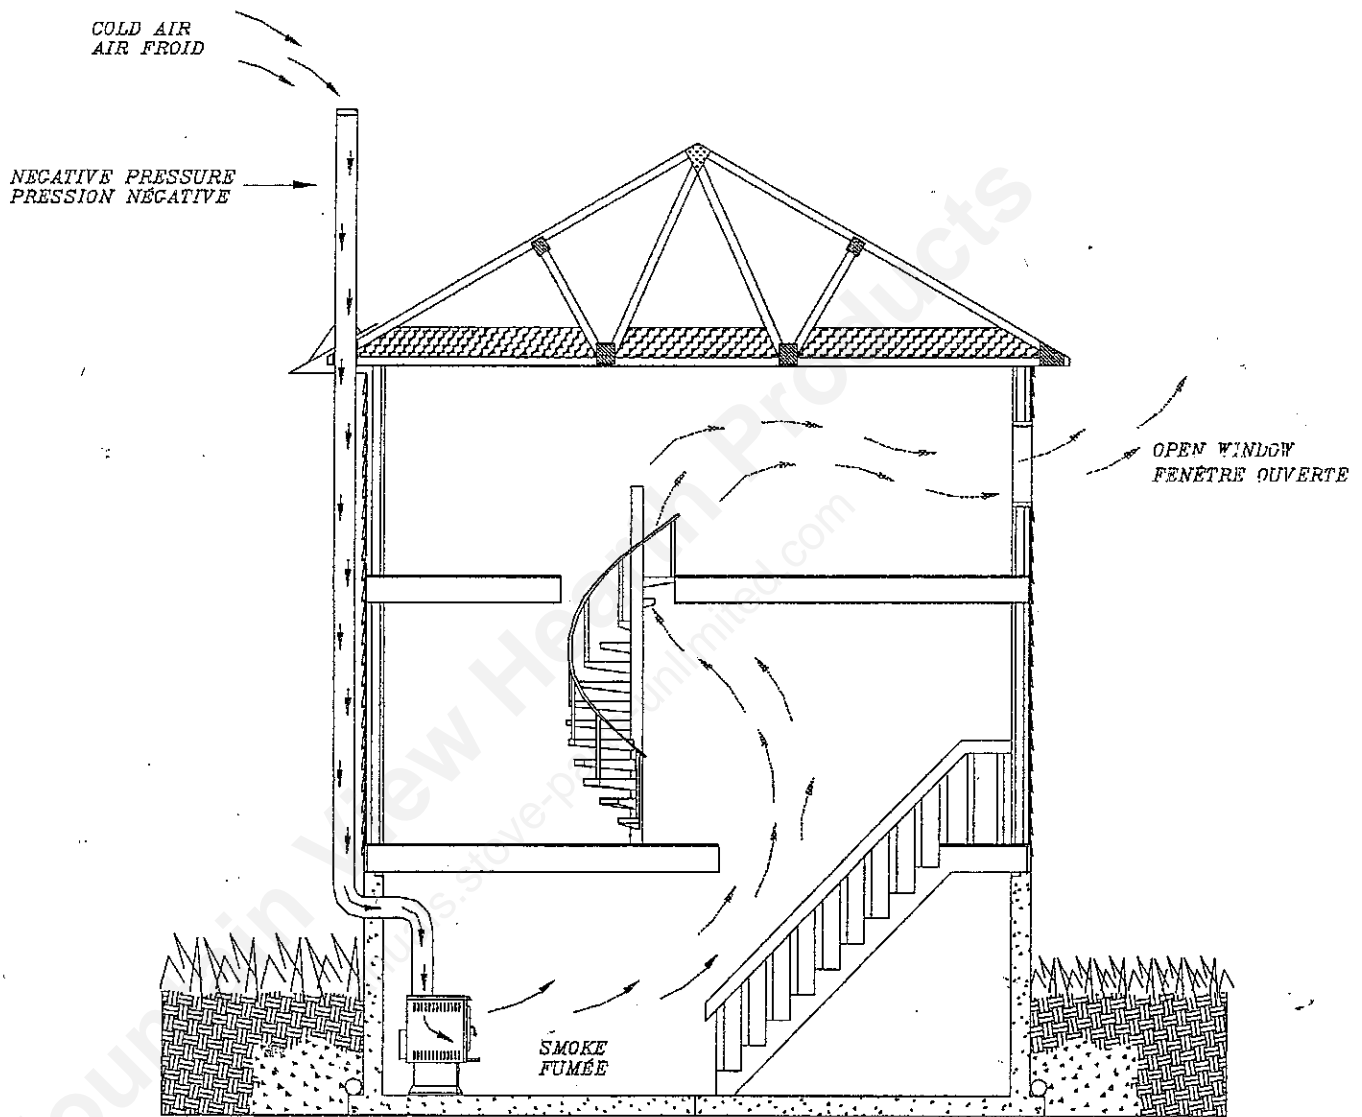 COLD AIR
AIR FROID
NEGATIVE PRESSURE
PRESSION NÉGATIVE
OPEN WINDOW
FENÊTRE OUVERTE
SMOKE
FUMÉE